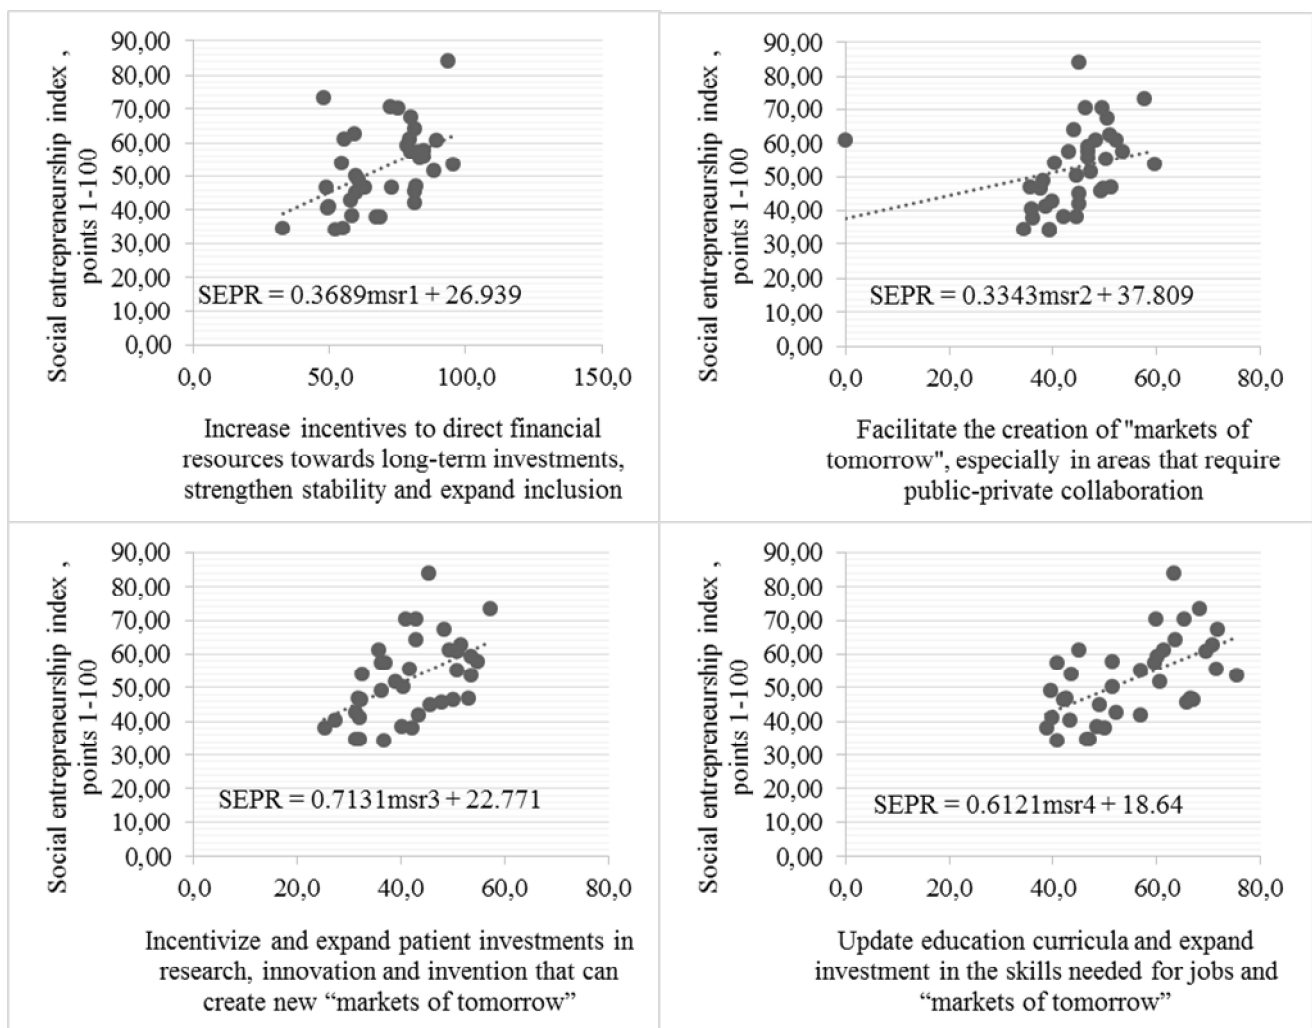 Social entrepreneurship index ,
points 1-100
90,00
80,00
70,00
60,00
50,00
40,00
30,00
20,00
10,00
0,00
SEPR = 0.3689msr1 + 26.939
0,0 50,0 100,0 150,0
Increase incentives to direct financial
resources towards long-term investments,
strengthen stability and expand inclusion
Social entrepreneurship index ,
points 1-100
90,00
80,00
70,00
60,00
50,00
40,00
30,00
20,00
10,00
0,00
SEPR = 0.3343msr2 + 37.809
0,0 20,0 40,0 60,0 80,0
Facilitate the creation of "markets of
tomorrow", especially in areas that require
public-private collaboration
Social entrepreneurship index ,
points 1-100
90,00
80,00
70,00
60,00
50,00
40,00
30,00
20,00
10,00
0,00
SEPR = 0.7131msr3 + 22.771
0,0 20,0 40,0 60,0 80,0
Incentivize and expand patient investments in
research, innovation and invention that can
create new “markets of tomorrow”
Social entrepreneurship index ,
points 1-100
90,00
80,00
70,00
60,00
50,00
40,00
30,00
20,00
10,00
0,00
SEPR = 0.6121msr4 + 18.64
0,0 20,0 40,0 60,0 80,0
Update education curricula and expand
investment in the skills needed for jobs and
“markets of tomorrow”